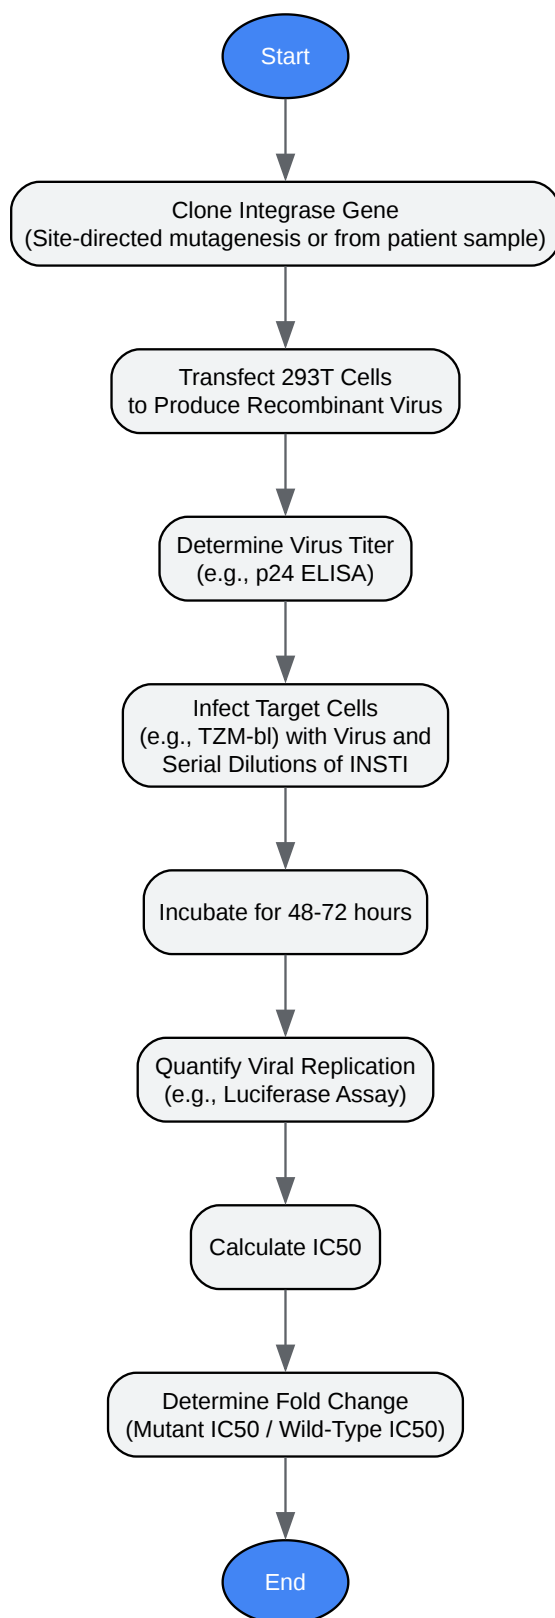 Start
Clone Integrase Gene
(Site-directed mutagenesis or from patient sample)
Transfect 293T Cells
to Produce Recombinant Virus
Determine Virus Titer
(e.g., p24 ELISA)
Infect Target Cells
(e.g., TZM-bl) with Virus and
Serial Dilutions of INSTI
Incubate for 48-72 hours
Quantify Viral Replication
(e.g., Luciferase Assay)
Calculate IC50
Determine Fold Change
(Mutant IC50 / Wild-Type IC50)
End